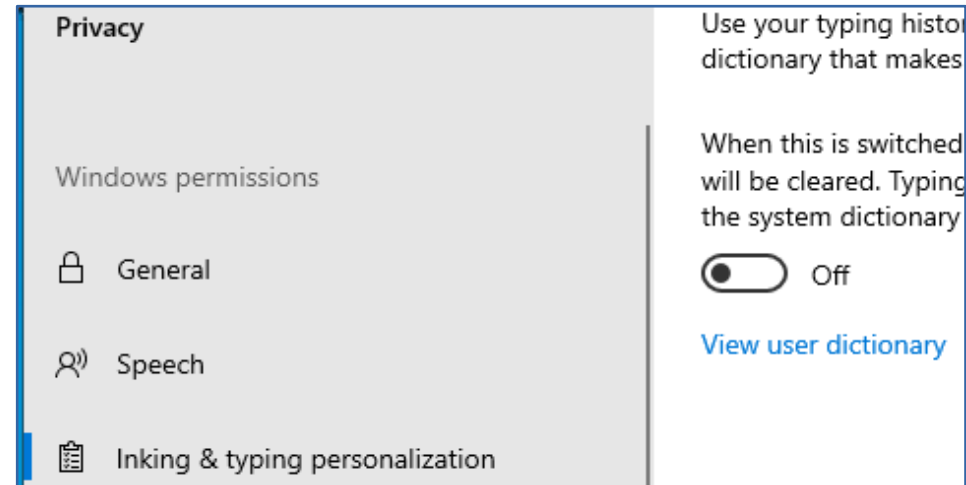 Privacy
Windows permissions
General
Speech
Inking & typing personalization
Use your typing
dictionary that makes
When this is switched
will be cleared. Typing
the system dictionary
Off
View user dictionary